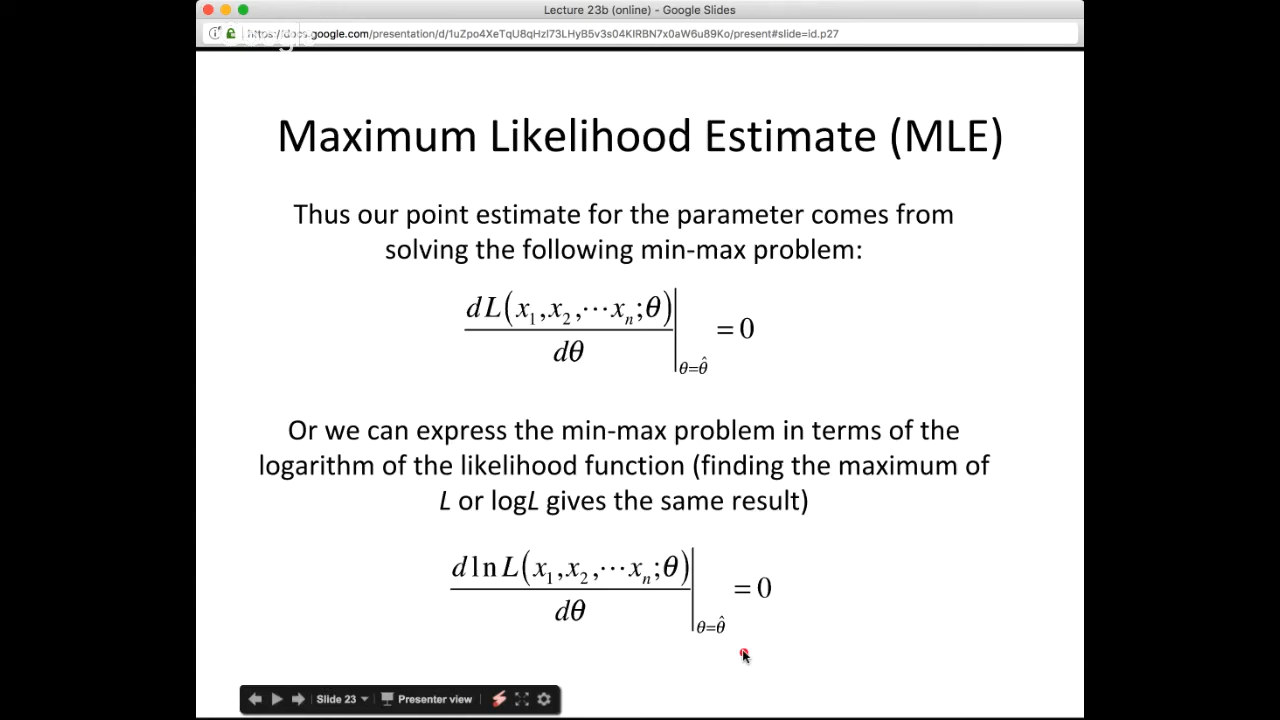 Lecture 23b (online) - Google Slides
https://docs.google.com/presentation/d/1uZpo4XeTqU8qHzl73LHyB5v3s04KlRBN7x0aW6u89Ko/present#slide=id.p27
Maximum Likelihood Estimate (MLE)
Thus our point estimate for the parameter comes from
solving the following min-max problem:
dL(x₁,x₂,⋯xₙ;θ)
dθ
|θ=θ̂ = 0
Or we can express the min-max problem in terms of the
logarithm of the likelihood function (finding the maximum of
L or logL gives the same result)
d ln L(x₁,x₂,⋯xₙ;θ)
dθ
|θ=θ̂ = 0
Slide 23 Presenter view